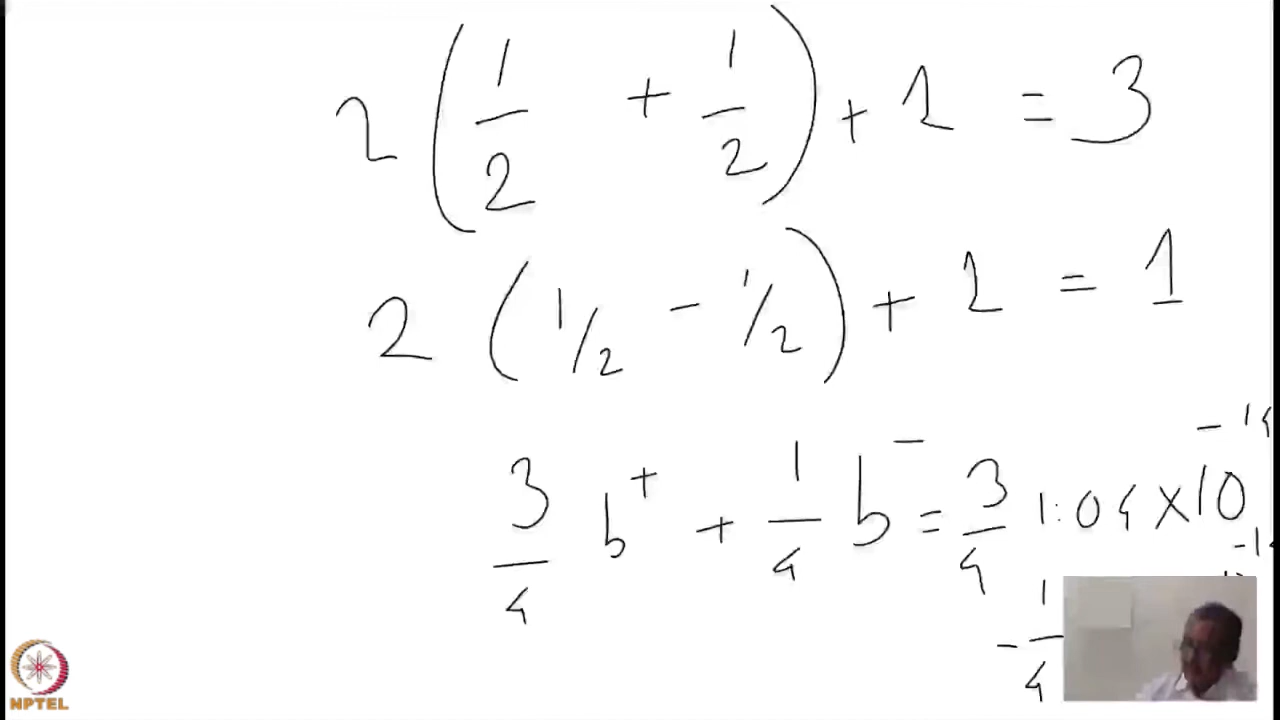 2(1/2 + 1/2) + 1 = 3
2(1/2 - 1/2) + 1 = 1
3/4 b⁺ + 1/4 b⁻ = 3/4 1.04 × 10⁻¹⁴
- 1/4
NPTEL